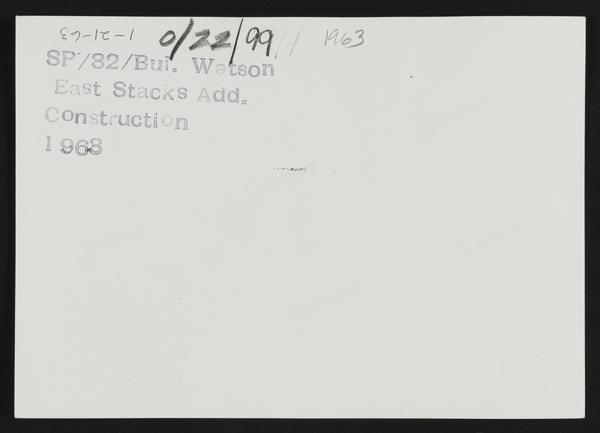 1-21-63 0/22/99 1963
SP/32/Bui. Watson
East Stacks Add.
Construction
1963